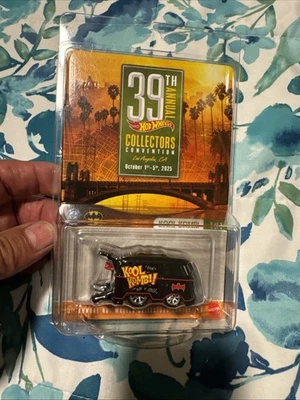 39TH
ANNUAL
Hot Wheels
COLLECTORS
CONVENTION
Los Angeles, CA
October 1st-5th, 2025
KOOL KOMBI
KOOL
KOMBI!